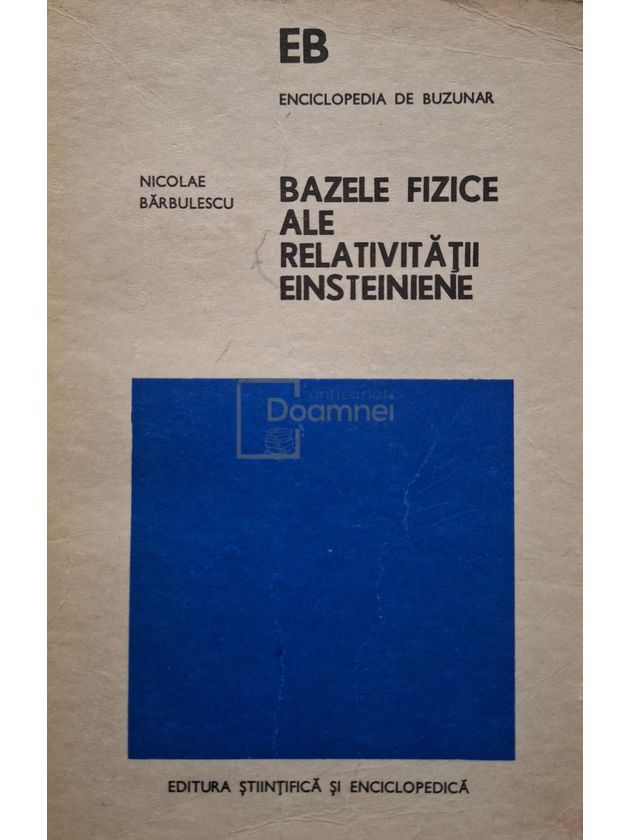 EB
ENCICLOPEDIA DE BUZUNAR
NICOLAE
BĂRBULESCU
BAZELE FIZICE
ALE
RELATIVITĂȚII
EINSTEINIENE
anticariat
Doamnei
EDITURA ȘTIINȚIFICĂ ȘI ENCICLOPEDICĂ